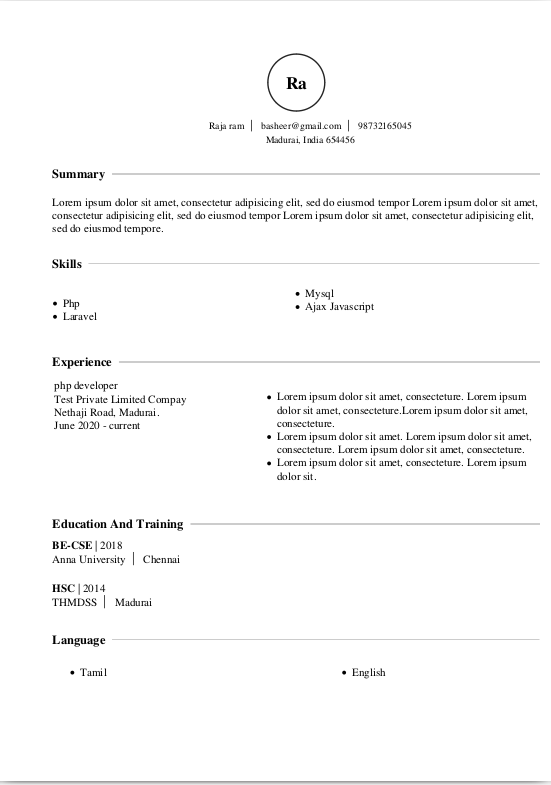 Ra
Raja ram | basheer@gmail.com | 98732165045
Madurai, India 654456
Summary
Lorem ipsum dolor sit amet, consectetur adipisicing elit, sed do eiusmod tempor Lorem ipsum dolor sit amet,
consectetur adipisicing elit, sed do eiusmod tempor Lorem ipsum dolor sit amet, consectetur adipisicing elit,
sed do eiusmod tempore.
Skills
• Php
• Laravel
• Mysql
• Ajax Javascript
Experience
php developer
Test Private Limited Compay
Nethaji Road, Madurai.
June 2020 - current
• Lorem ipsum dolor sit amet, consecteture. Lorem ipsum
dolor sit amet, consecteture.Lorem ipsum dolor sit amet,
consecteture.
• Lorem ipsum dolor sit amet. Lorem ipsum dolor sit amet,
consecteture. Lorem ipsum dolor sit amet, consecteture.
• Lorem ipsum dolor sit amet, consecteture. Lorem ipsum
dolor sit.
Education And Training
BE-CSE | 2018
Anna University | Chennai
HSC | 2014
THMDSS | Madurai
Language
• Tamil
• English